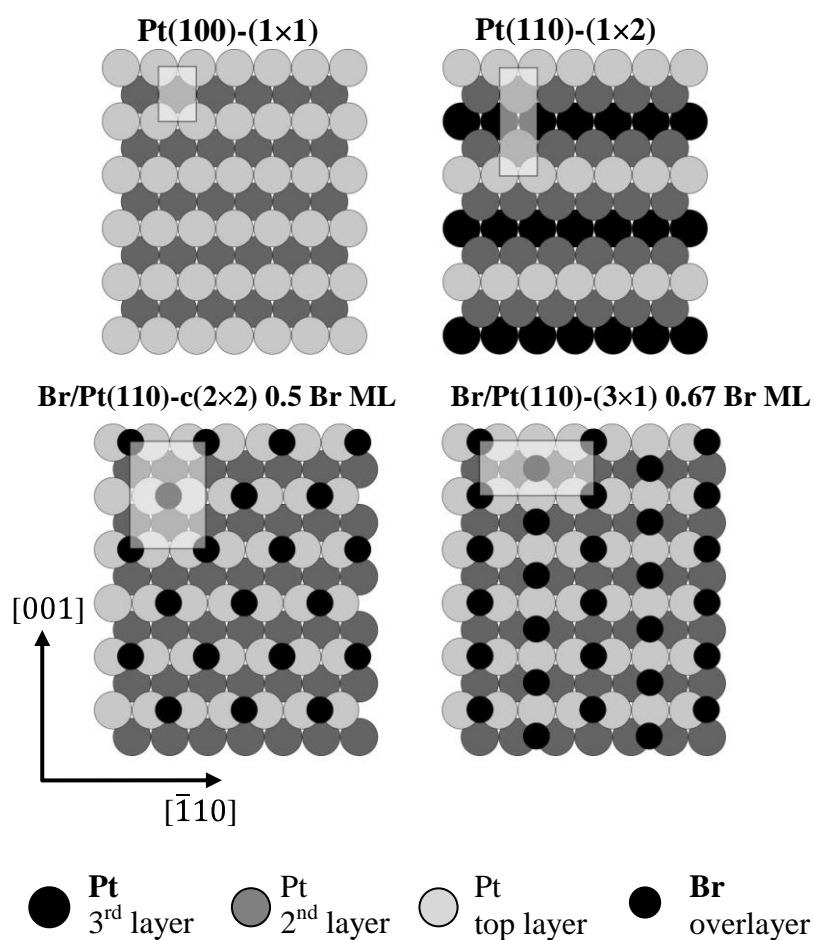 Pt(100)-(1×1)
Pt(110)-(1×2)
Br/Pt(110)-c(2×2) 0.5 Br ML
Br/Pt(110)-(3×1) 0.67 Br ML
[001]
[1̄10]
Pt
3rd layer
Pt
2nd layer
Pt
top layer
Br
overlayer